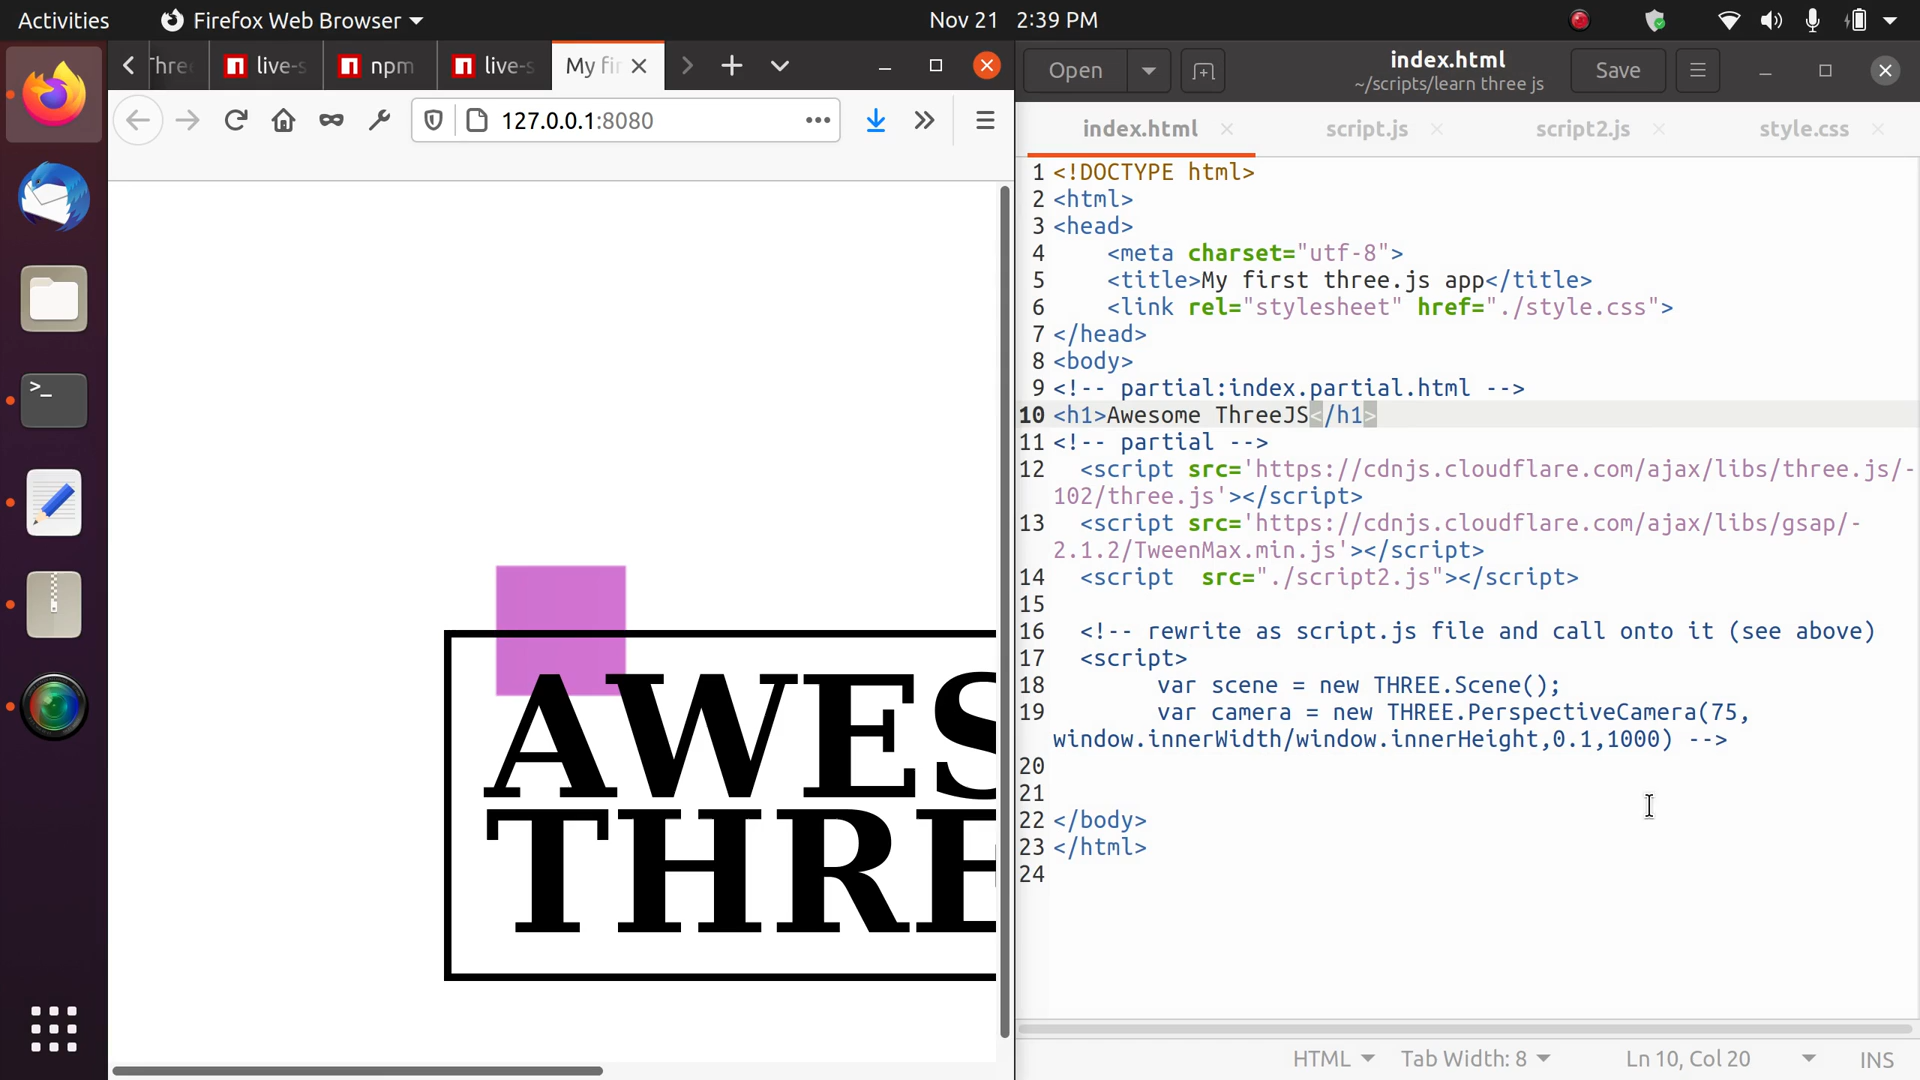 Activities
Firefox Web Browser
Nov 21 2:39 PM
live-s
npm
live-s
My fir
127.0.0.1:8080
AWES
THRE
Open
index.html
~/scripts/learn three js
Save
index.html
script.js
script2.js
style.css
1 <!DOCTYPE html>
2 <html>
3 <head>
4 <meta charset="utf-8">
5 <title>My first three.js app</title>
6 <link rel="stylesheet" href="./style.css">
7 </head>
8 <body>
9 <!-- partial:index.partial.html -->
10 <h1>Awesome ThreeJS</h1>
11 <!-- partial -->
12 <script src='https://cdnjs.cloudflare.com/ajax/libs/three.js/-
102/three.js'></script>
13 <script src='https://cdnjs.cloudflare.com/ajax/libs/gsap/-
2.1.2/TweenMax.min.js'></script>
14 <script  src="./script2.js"></script>
15
16 <!-- rewrite as script.js file and call onto it (see above)
17 <script>
18 var scene = new THREE.Scene();
19 var camera = new THREE.PerspectiveCamera(75,
window.innerWidth/window.innerHeight,0.1,1000) -->
20
21
22 </body>
23 </html>
24
HTML
Tab Width: 8
Ln 10, Col 20
INS